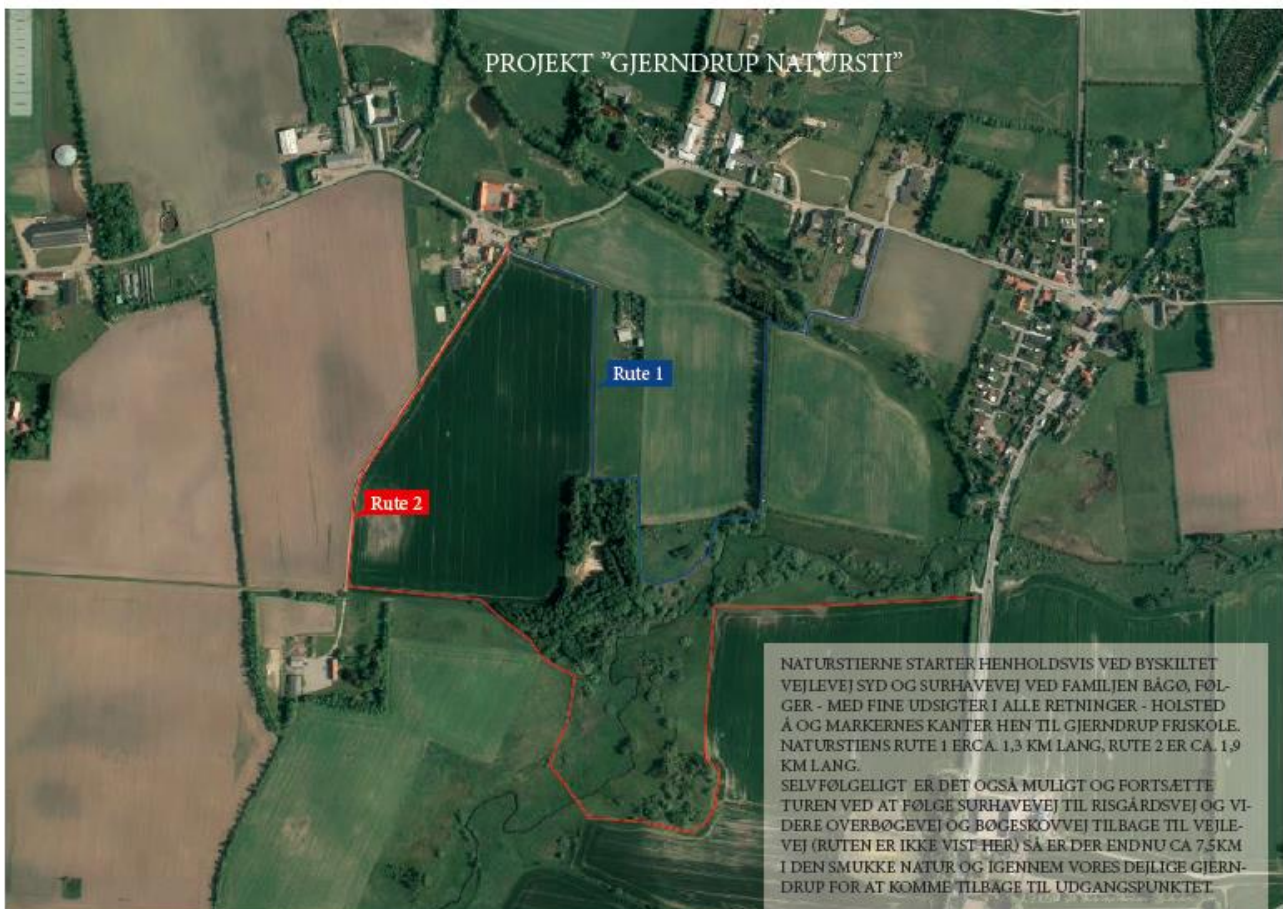 PROJEKT ”GJERNDRUP NATURSTI”
Rute 1
Rute 2
NATURSTIERNE STARTER HENHOLDSVIS VED BYSKILTET
VEJLEVEJ SYD OG SURHAVEVEJ VED FAMILJEN BÅGØ, FØL-
GER - MED FINE UDSIGTER I ALLE RETNINGER - HOLSTED
Å OG MARKERNES KANTER HEN TIL GJERNDRUP FRISKOLE.
NATURSTIENS RUTE 1 ERCA. 1,3 KM LANG, RUTE 2 ER CA. 1,9
KM LANG.
SELVFØLGELIGT ER DET OGSÅ MULIGT OG FORTSÆTTE
TUREN VED AT FØLGE SURHAVEVEJ TIL RISGÅRDSVEJ OG VI-
DERE OVERBØGEVEJ OG BØGESKOVVEJ TILBAGE TIL VEJLE-
VEJ (RUTEN ER IKKE VIST HER) SÅ ER DER ENDNU CA 7,5KM
I DEN SMUKKE NATUR OG IGENNEM VORES DEJLIGE GJERN-
DRUP FOR AT KOMME TILBAGE TIL UDGANGSPUNKTET.